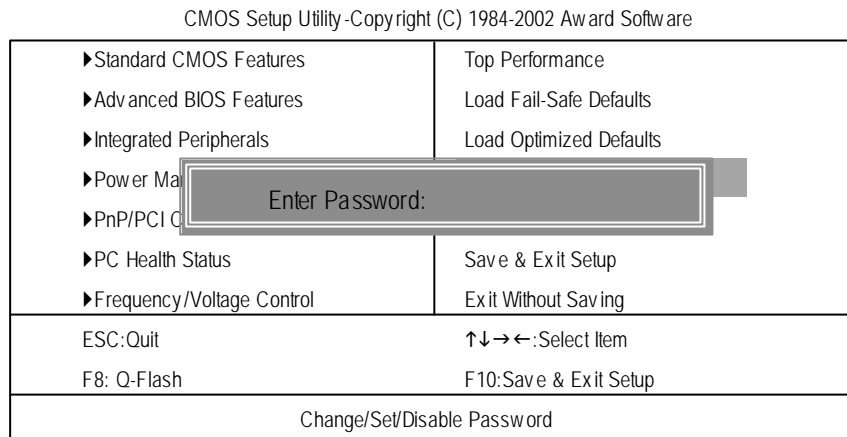 CMOS Setup Utility-Copyright (C) 1984-2002 Award Software
▶Standard CMOS Features
Top Performance
▶Advanced BIOS Features
Load Fail-Safe Defaults
▶Integrated Peripherals
Load Optimized Defaults
▶Power Ma
Enter Password:
▶PnP/PCI C
▶PC Health Status
Save & Exit Setup
▶Frequency/Voltage Control
Exit Without Saving
ESC:Quit
↑↓→←:Select Item
F8: Q-Flash
F10:Save & Exit Setup
Change/Set/Disable Password